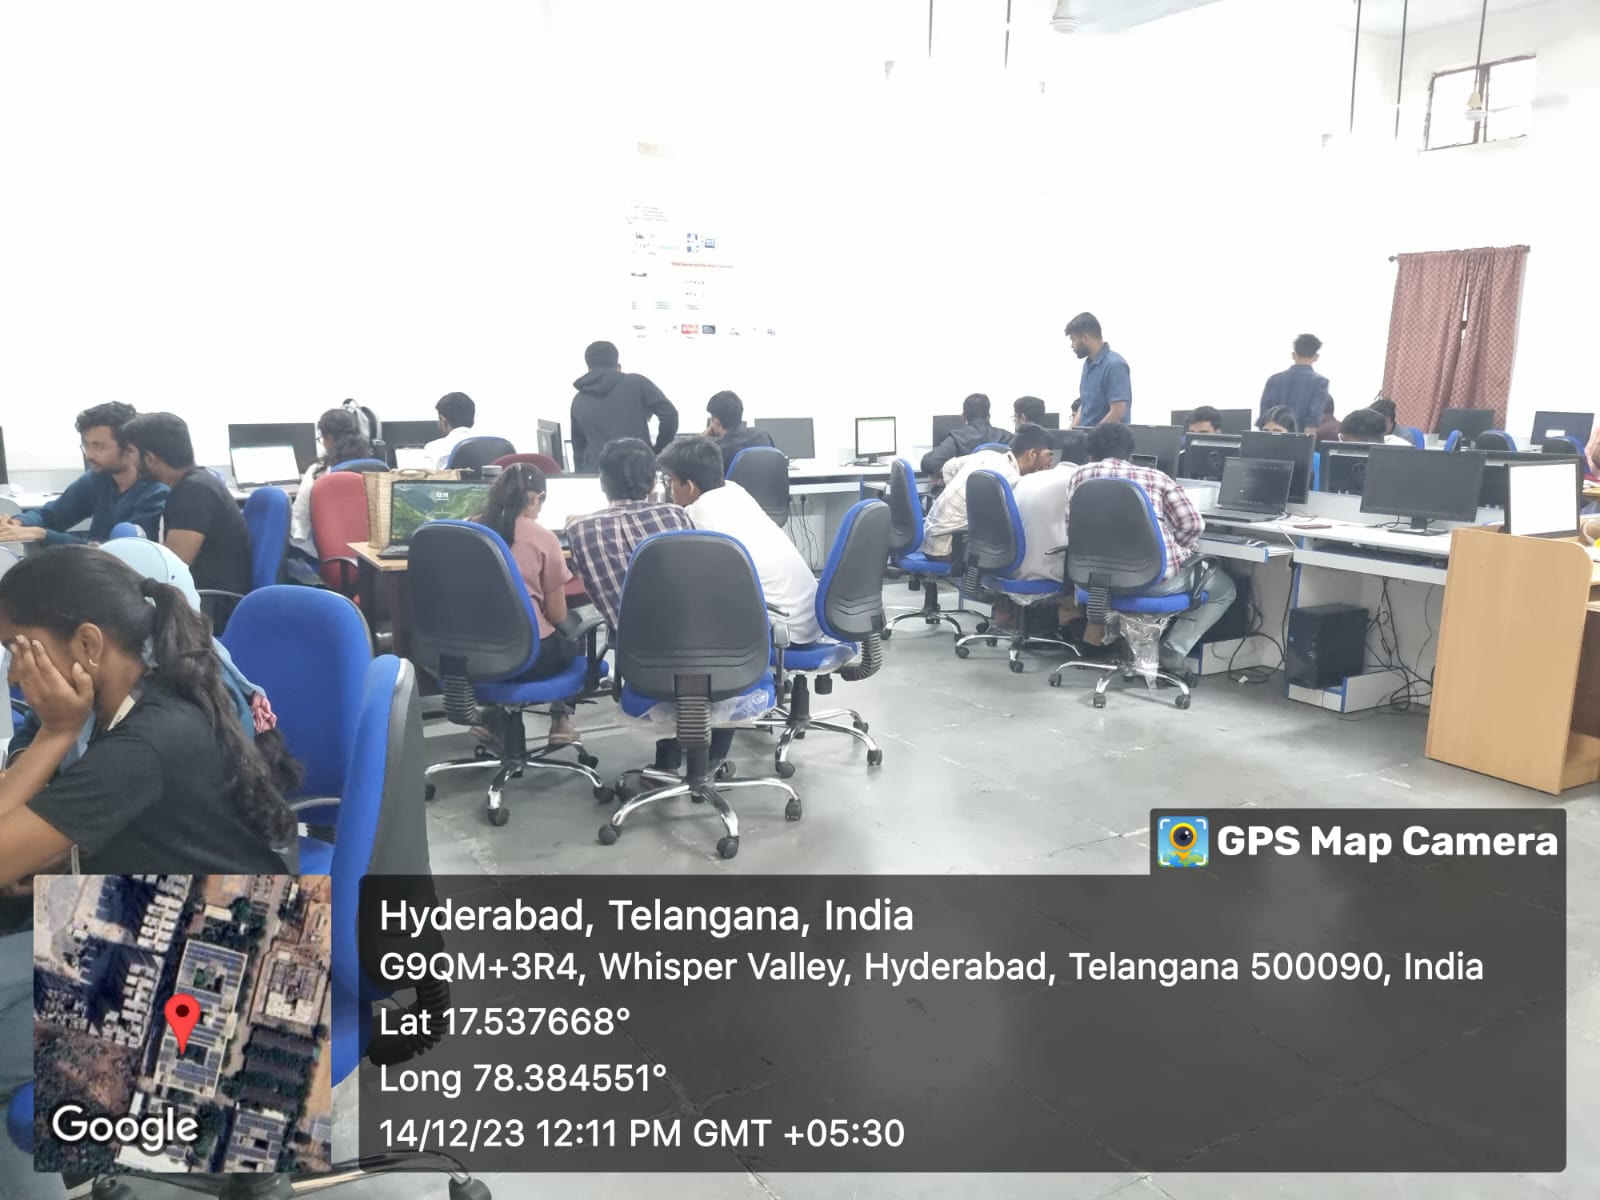 GPS Map Camera
Hyderabad, Telangana, India
G9QM+3R4, Whisper Valley, Hyderabad, Telangana 500090, India
Lat 17.537668°
Long 78.384551°
14/12/23 12:11 PM GMT +05:30
Google